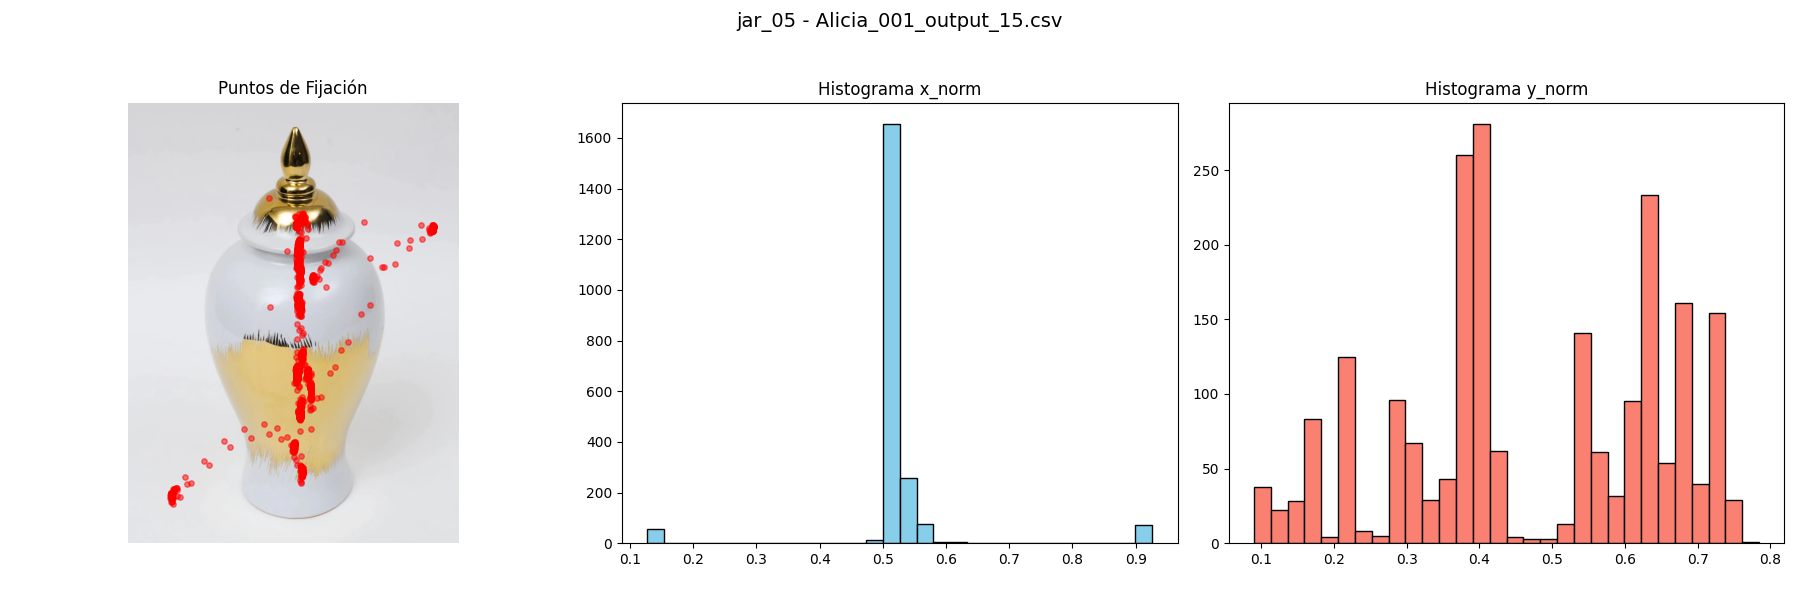 jar_05 - Alicia_001_output_15.csv
Puntos de Fijación
Histograma x_norm
1600
1400
1200
1000
800
600
400
200
0
0.1 0.2 0.3 0.4 0.5 0.6 0.7 0.8 0.9
Histograma y_norm
250
200
150
100
50
0
0.1 0.2 0.3 0.4 0.5 0.6 0.7 0.8